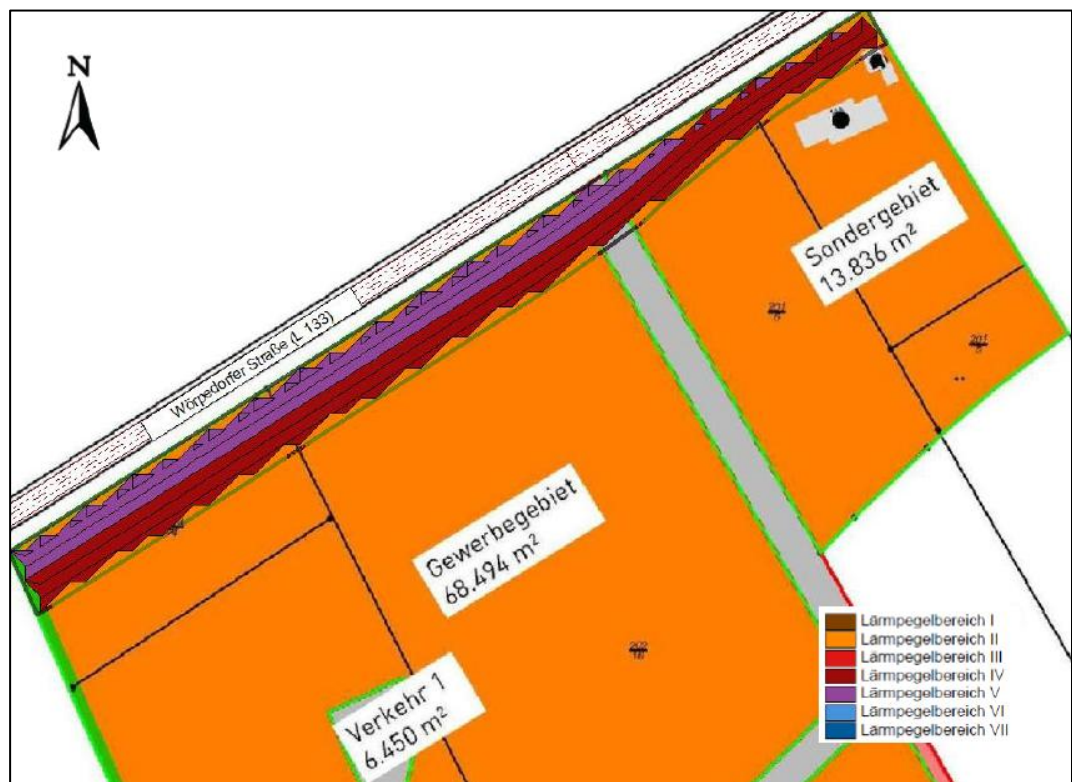 N
Wörpedorfer Straße (L 133)
Sondergebiet
13.836 m²
Gewerbegebiet
68.494 m²
Verkehr 1
6.450 m²
Lärmpegelbereich I
Lärmpegelbereich II
Lärmpegelbereich III
Lärmpegelbereich IV
Lärmpegelbereich V
Lärmpegelbereich VI
Lärmpegelbereich VII